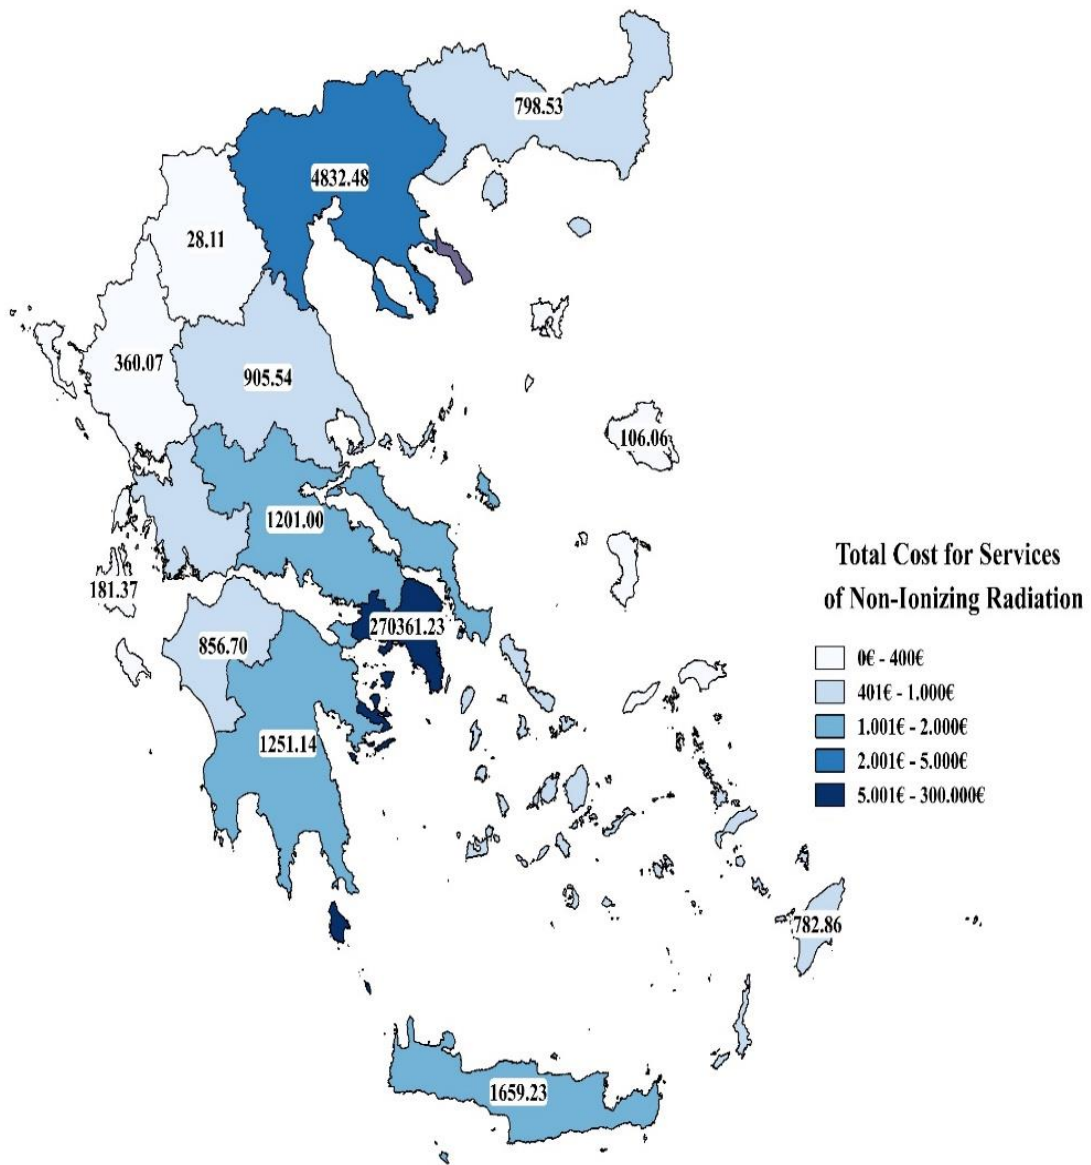 798.53
4832.48
28.11
360.07
905.54
106.06
1201.00
181.37
270361.23
856.70
1251.14
782.86
1659.23
Total Cost for Services
of Non-Ionizing Radiation
0€ - 400€
401€ - 1.000€
1.001€ - 2.000€
2.001€ - 5.000€
5.001€ - 300.000€